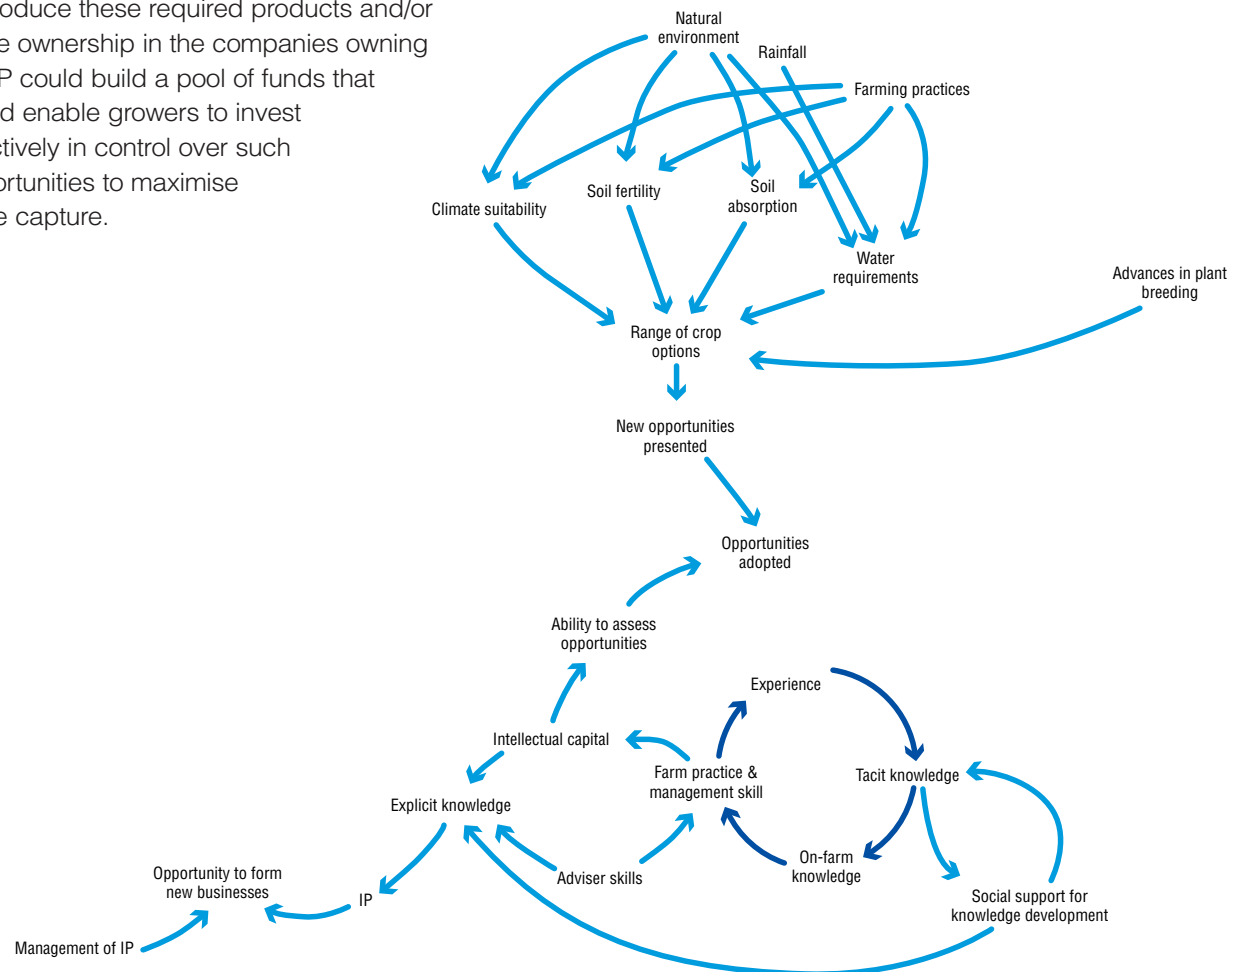 oduce these required products and/or
e ownership in the companies owning
P could build a pool of funds that
d enable growers to invest
ctively in control over such
ortunities to maximise
e capture.
Natural
environment
Rainfall
Farming practices
Climate suitability
Soil fertility
Soil
absorption
Water
requirements
Advances in plant
breeding
Range of crop
options
New opportunities
presented
Opportunities
adopted
Ability to assess
opportunities
Experience
Intellectual capital
Farm practice &
management skill
Tacit knowledge
Explicit knowledge
On-farm
knowledge
Adviser skills
Social support for
knowledge development
Opportunity to form
new businesses
IP
Management of IP